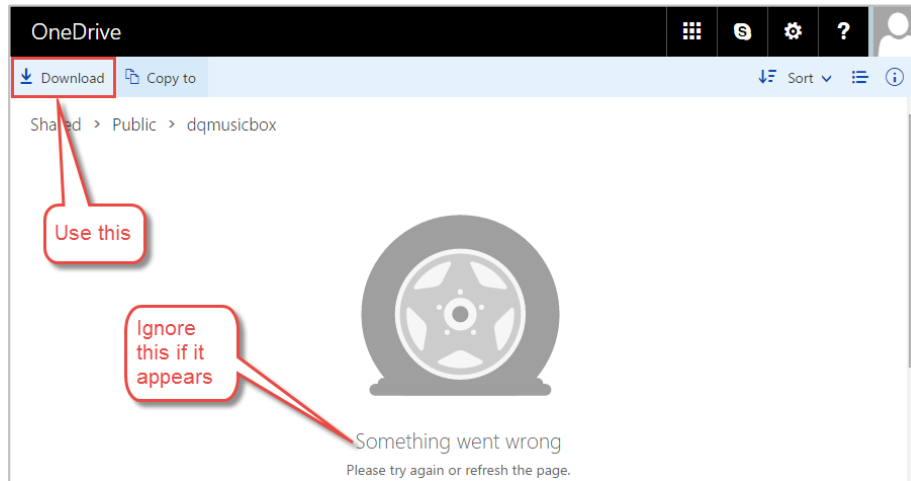 OneDrive
?
Download Copy to Sort
Shared > Public > dqmusicbox
Use this
Ignore
this if it
appears
Something went wrong
Please try again or refresh the page.